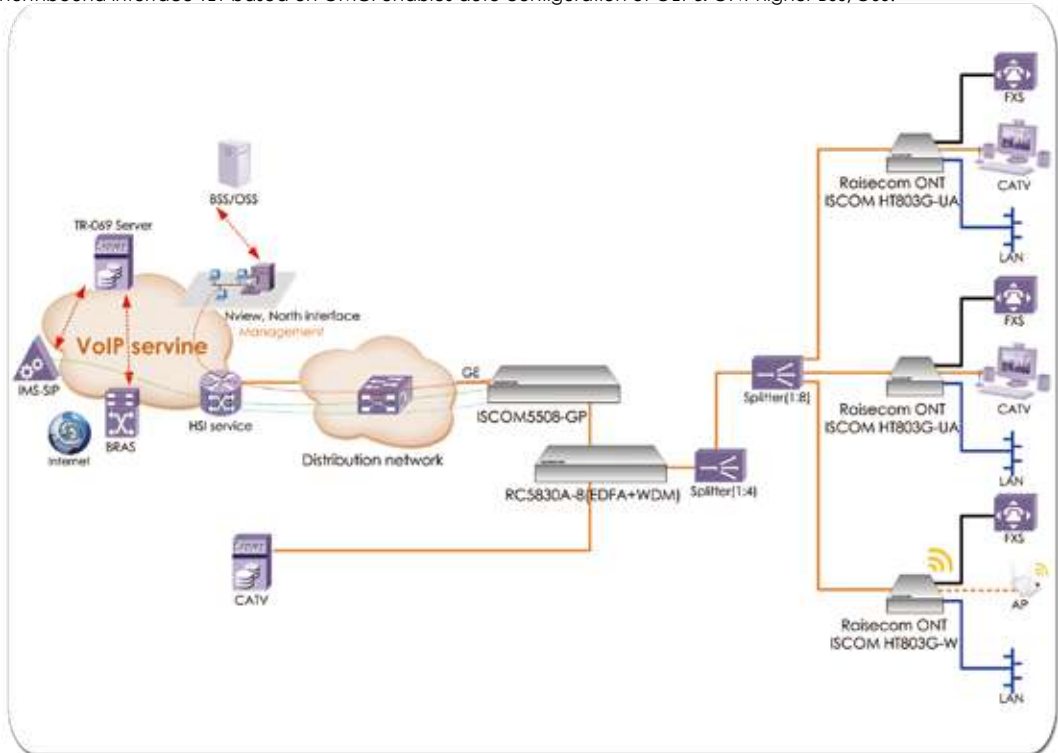 BSS/OSS
TR-069 Server
Nview, North interface
Management
VoIP servine
IMS-SIP
Internet
BRAS
HSI service
Distribution network
GE
ISCOM5508-GP
RC5830A-8(EDFA+WDM)
CATV
Splitter(1:4)
Splitter(1:8)
FXS
Raisecom ONT
ISCOM HT803G-UA
CATV
LAN
FXS
Raisecom ONT
ISCOM HT803G-UA
CATV
LAN
FXS
Raisecom ONT
ISCOM HT803G-W
AP
LAN